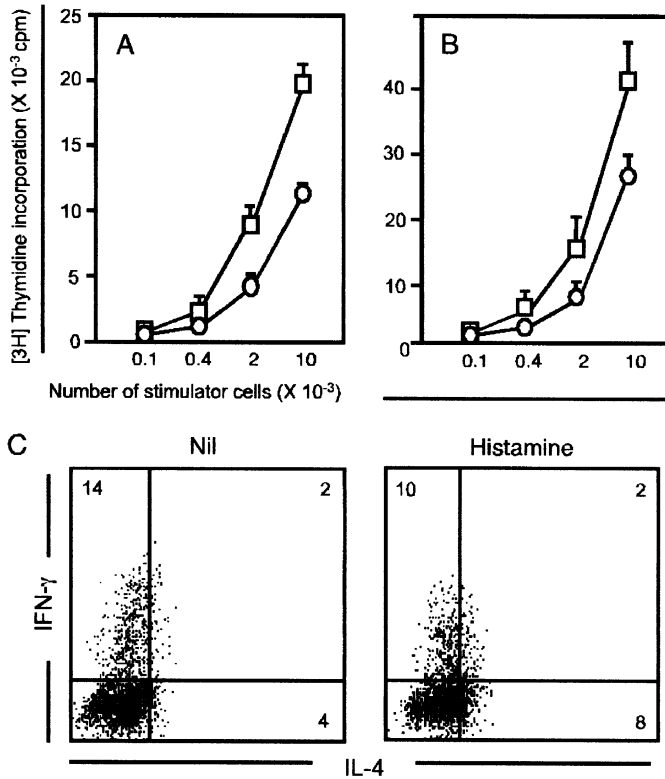 A
B
[3H] Thymidine incorporation (X 10⁻³ cpm)
25
20
15
10
5
0
40
30
20
10
0
0.1 0.4 2 10
0.1 0.4 2 10
Number of stimulator cells (X 10⁻³)
C
Nil
Histamine
14 2
10 2
IFN-γ
4
8
IL-4